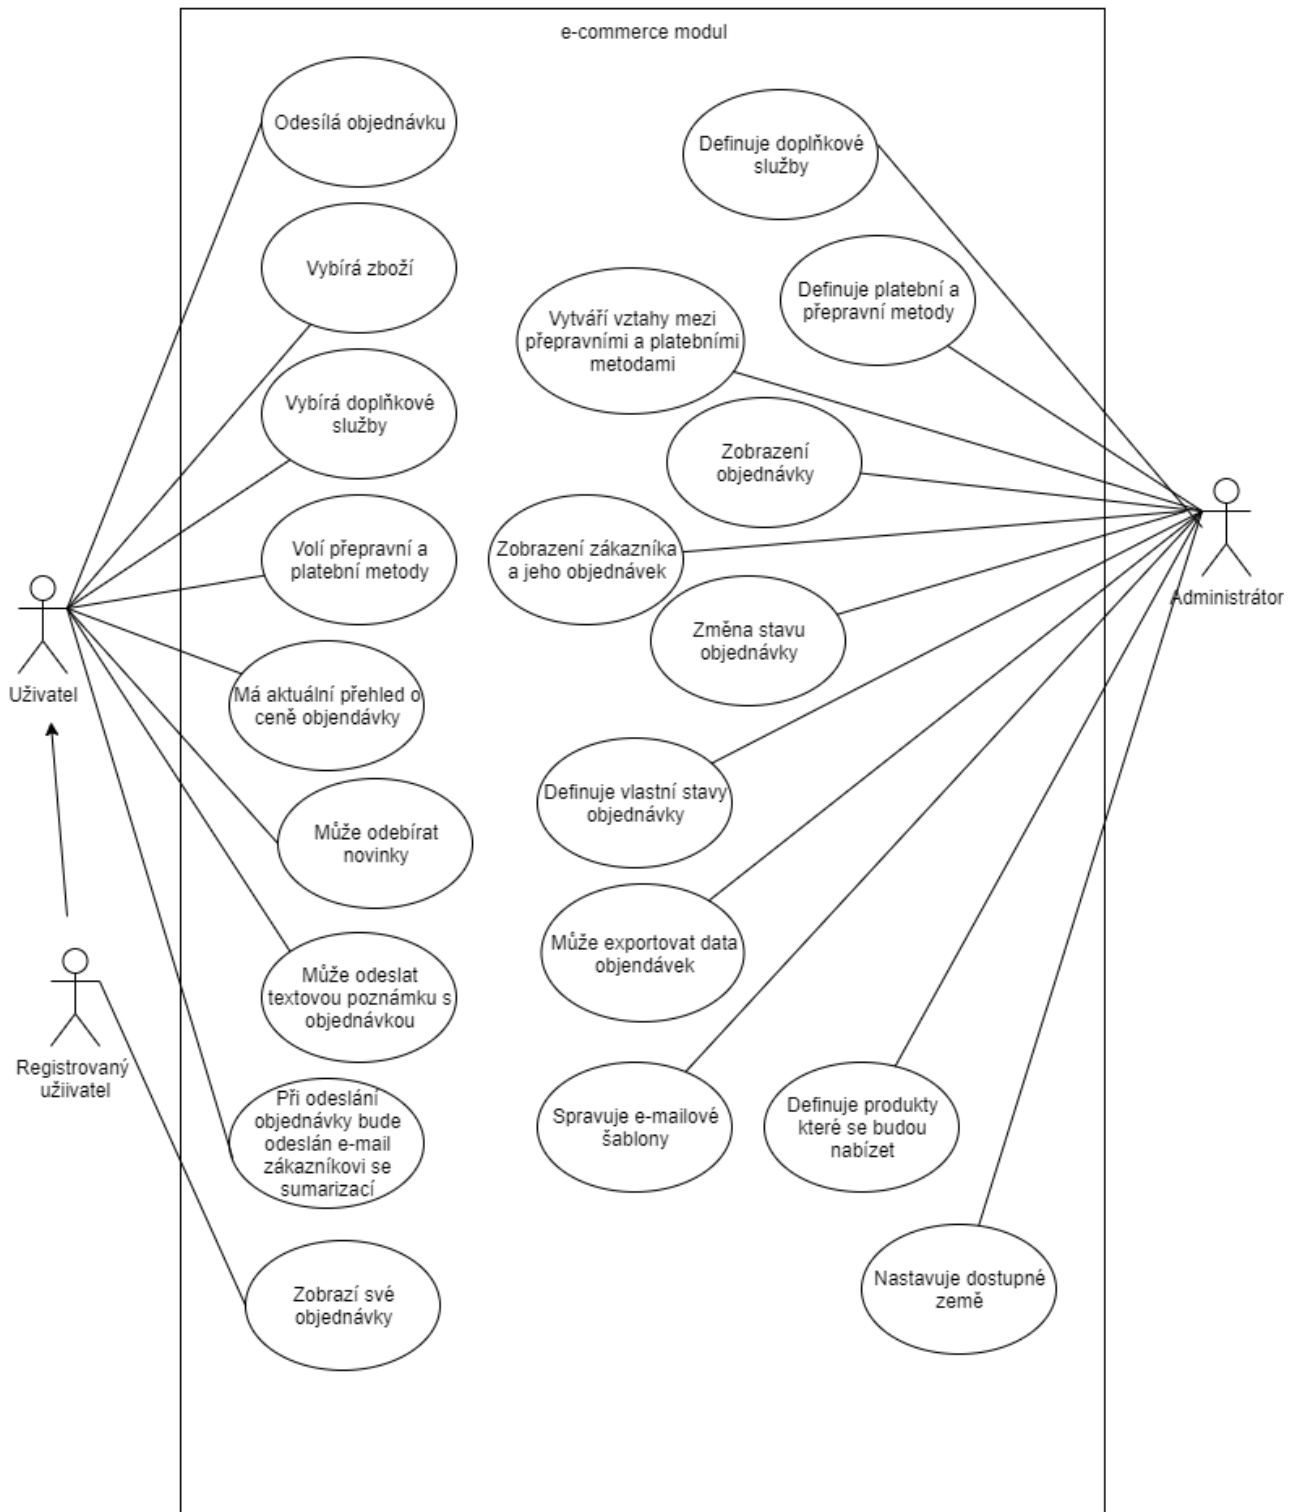 e-commerce modul
Odesílá objednávku
Definuje doplňkové
služby
Vybírá zboží
Definuje platební a
přepravní metody
Vytváří vztahy mezi
přepravními a platebními
metodami
Vybírá doplňkové
služby
Zobrazení
objednávky
Volí přepravní a
platební metody
Zobrazení zákazníka
a jeho objednávek
Administrátor
Změna stavu
objednávky
Uživatel
Má aktuální přehled o
ceně objendávky
Definuje vlastní stavy
objednávky
Může odebírat
novinky
Může exportovat data
objendávek
Může odeslat
textovou poznámku s
objednávkou
Registrovaný
užiivatel
Při odeslání
objednávky bude
odeslán e-mail
zákazníkovi se
sumarizací
Spravuje e-mailové
šablony
Definuje produkty
které se budou
nabízet
Zobrazí své
objednávky
Nastavuje dostupné
země